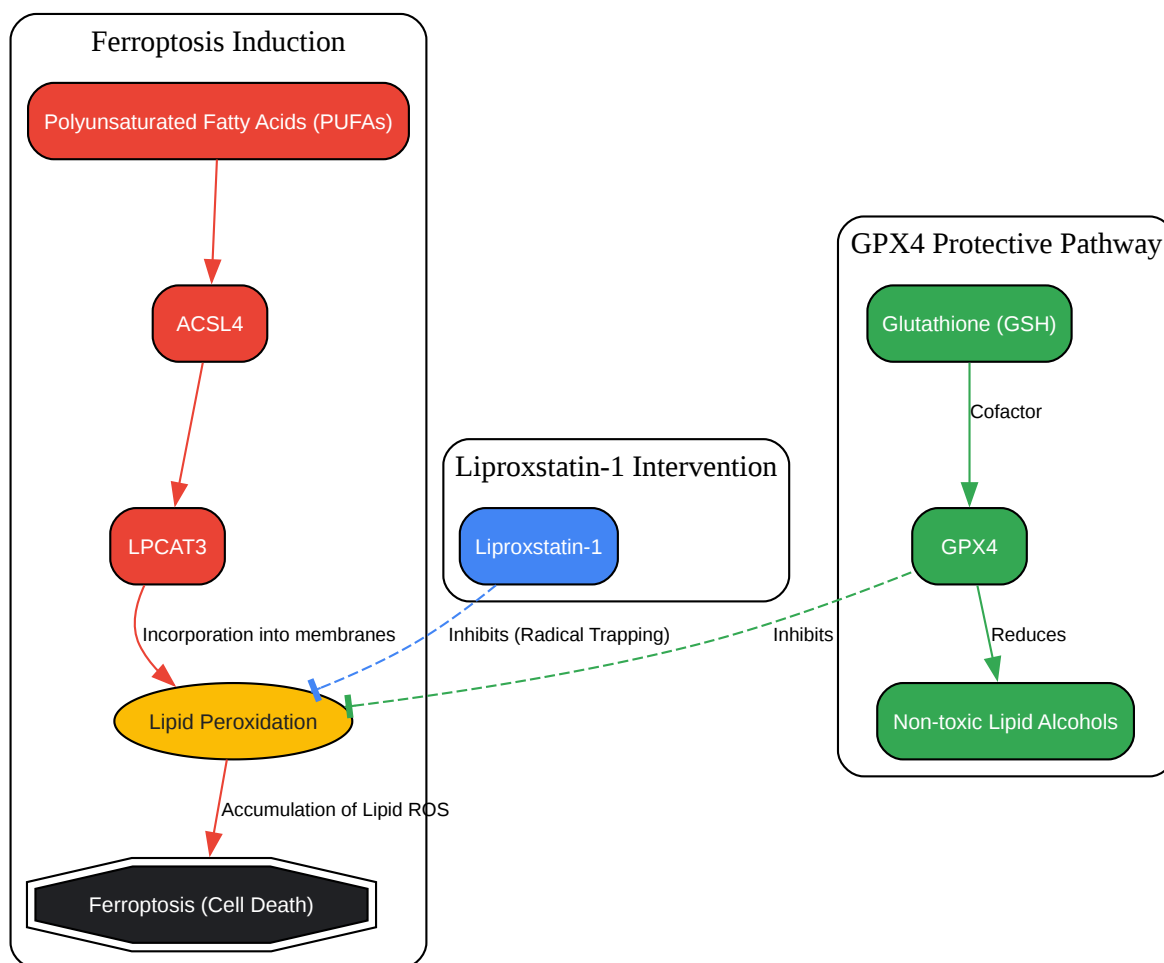 Ferroptosis Induction
Polyunsaturated Fatty Acids (PUFAs)
ACSL4
LPCAT3
Incorporation into membranes
Lipid Peroxidation
Accumulation of Lipid ROS
Ferroptosis (Cell Death)
Liproxstatin-1 Intervention
Liproxstatin-1
Inhibits (Radical Trapping)
GPX4 Protective Pathway
Glutathione (GSH)
Cofactor
GPX4
Inhibits
Reduces
Non-toxic Lipid Alcohols